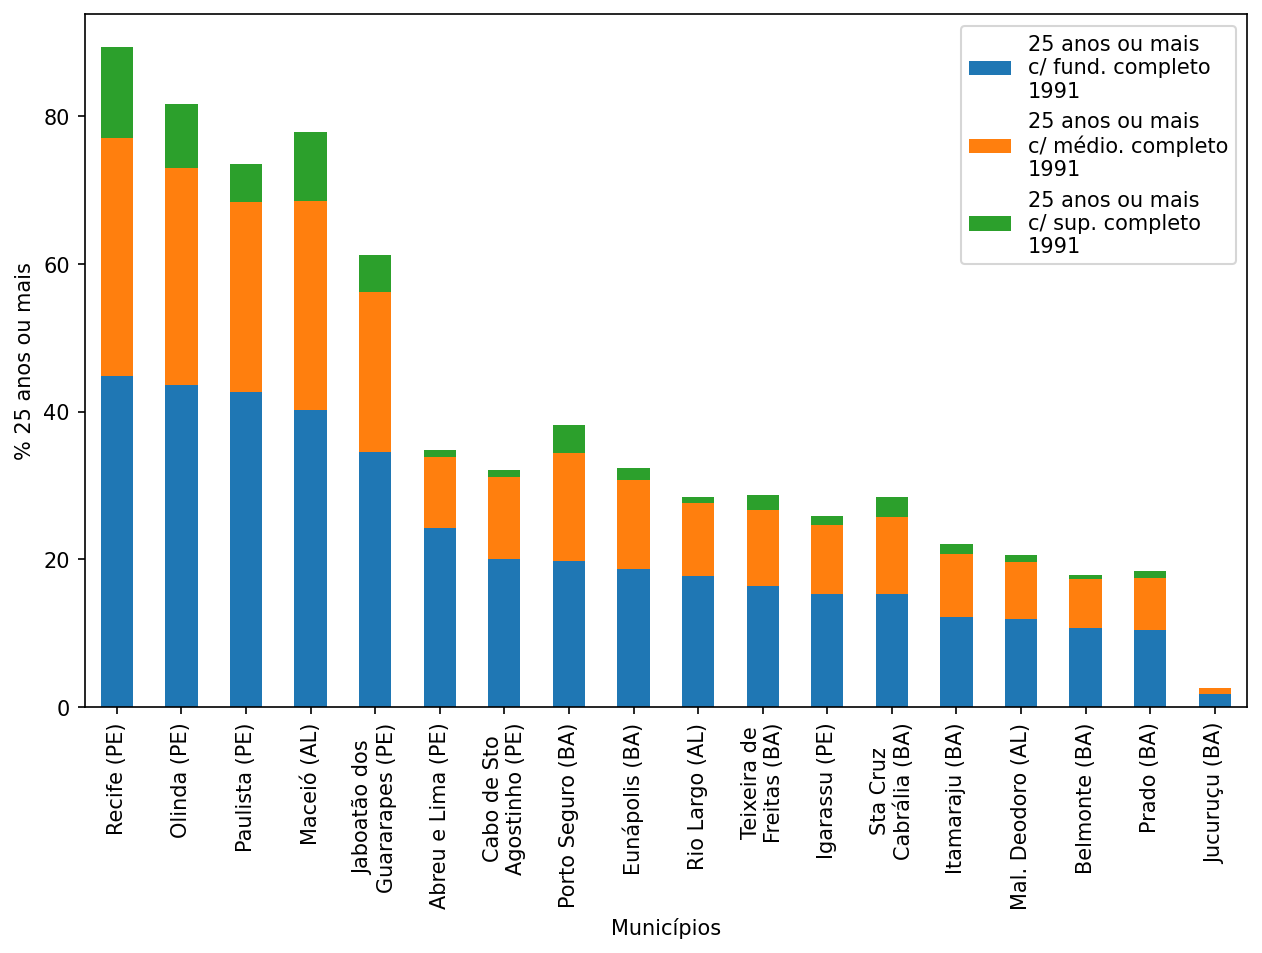 25 anos ou mais
c/ fund. completo
1991
25 anos ou mais
c/ médio. completo
1991
25 anos ou mais
c/ sup. completo
1991
% 25 anos ou mais
80
60
40
20
0
Recife (PE)
Olinda (PE)
Paulista (PE)
Maceió (AL)
Jaboatão dos
Guararapes (PE)
Abreu e Lima (PE)
Cabo de Sto
Agostinho (PE)
Porto Seguro (BA)
Eunápolis (BA)
Rio Largo (AL)
Teixeira de
Freitas (BA)
Igarassu (PE)
Sta Cruz
Cabrália (BA)
Itamaraju (BA)
Mal. Deodoro (AL)
Belmonte (BA)
Prado (BA)
Jucuruçu (BA)
Municípios